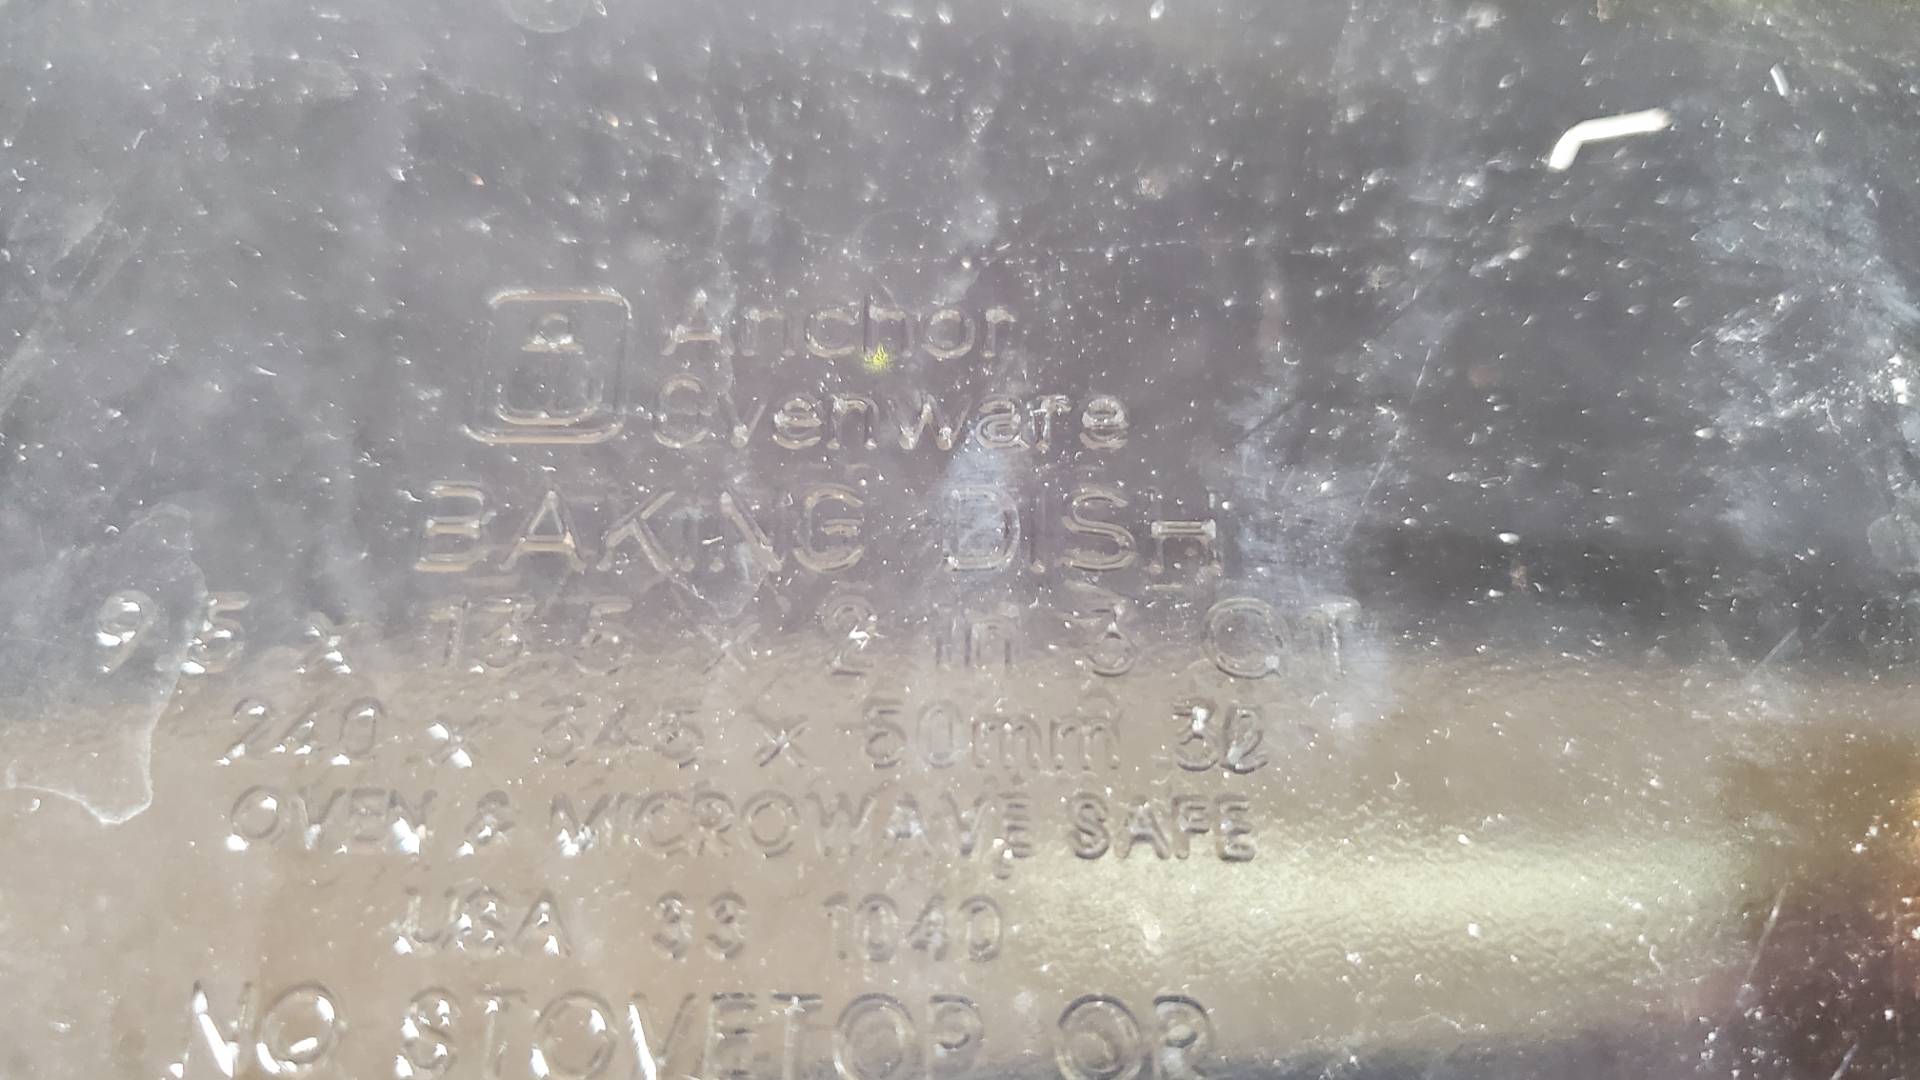 Anchor
Ovenware
BAKING DISH
9.5 x 13.5 x 2 in 3 QT
240 x 345 x 50mm 3ℓ
OVEN & MICROWAVE SAFE
USA 33 1040
NO STOVETOP OR